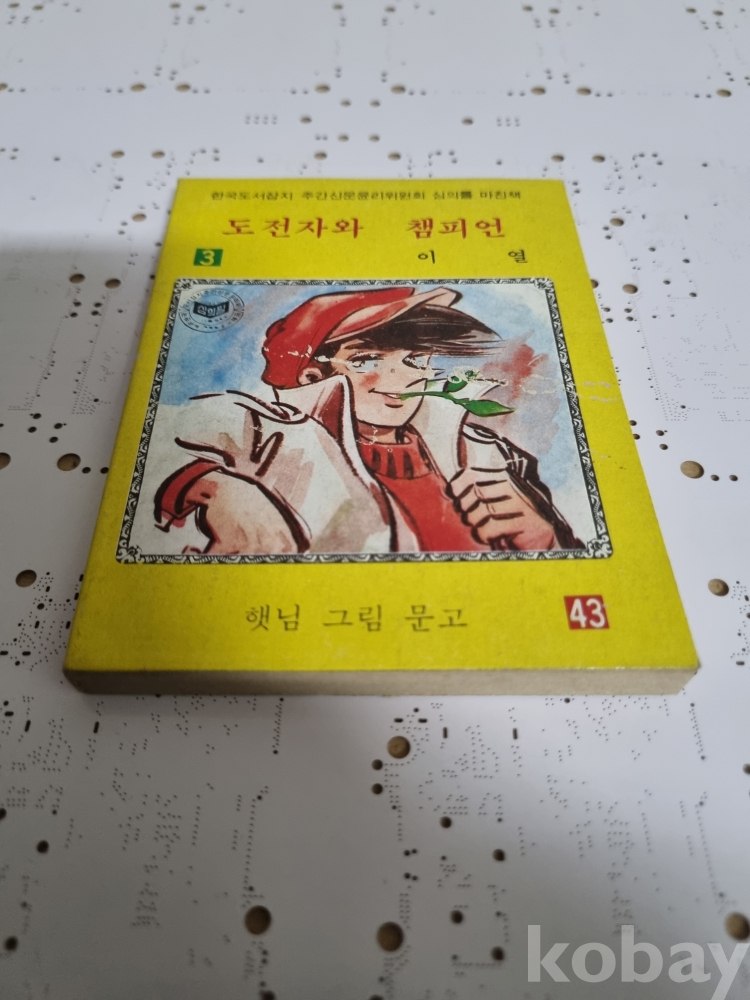 한국도서잡지 주간신문윤리위원회 심의를 마친책
도전자와 챔피언
3
이 열
햇님 그림 문고
43
kobay